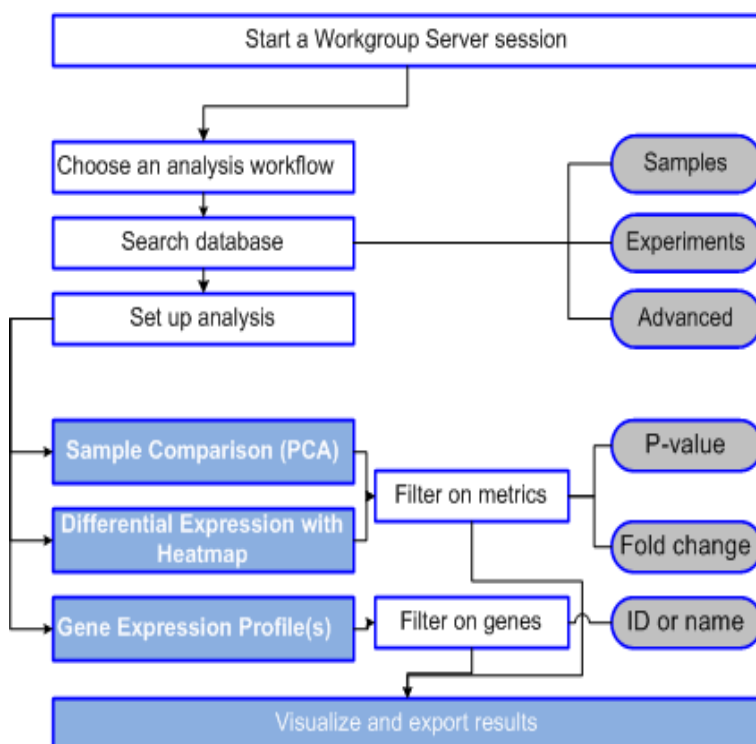 Start a Workgroup Server session
Choose an analysis workflow
Samples
Search database
Experiments
Set up analysis
Advanced
Sample Comparison (PCA)
P-value
Filter on metrics
Differential Expression with
Heatmap
Fold change
Gene Expression Profile(s)
Filter on genes
ID or name
Visualize and export results